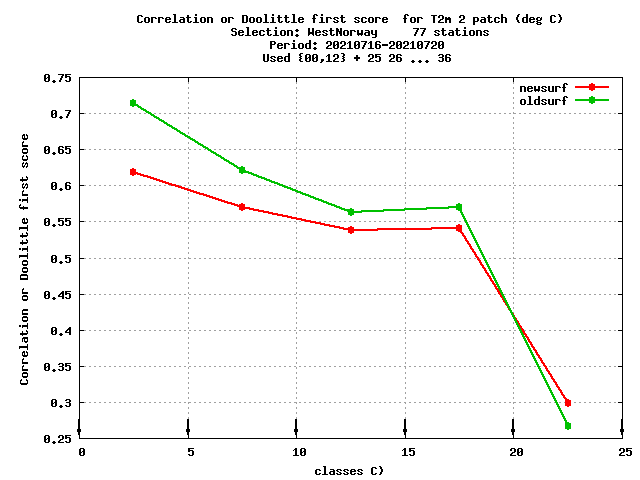 Correlation or Doolittle first score  for T2m 2 patch (deg C)
Selection: WestNorway     77 stations
Period: 20210716-20210720
Used {00,12} + 25 26 ... 36
newsurf
oldsurf
Correlation or Doolittle first score
0.75
0.7
0.65
0.6
0.55
0.5
0.45
0.4
0.35
0.3
0.25
0 5 10 15 20 25
classes C)